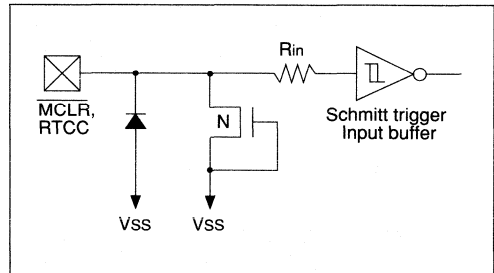 Rin
MCLR,
RTCC
N
Schmitt trigger
Input buffer
VSS
VSS